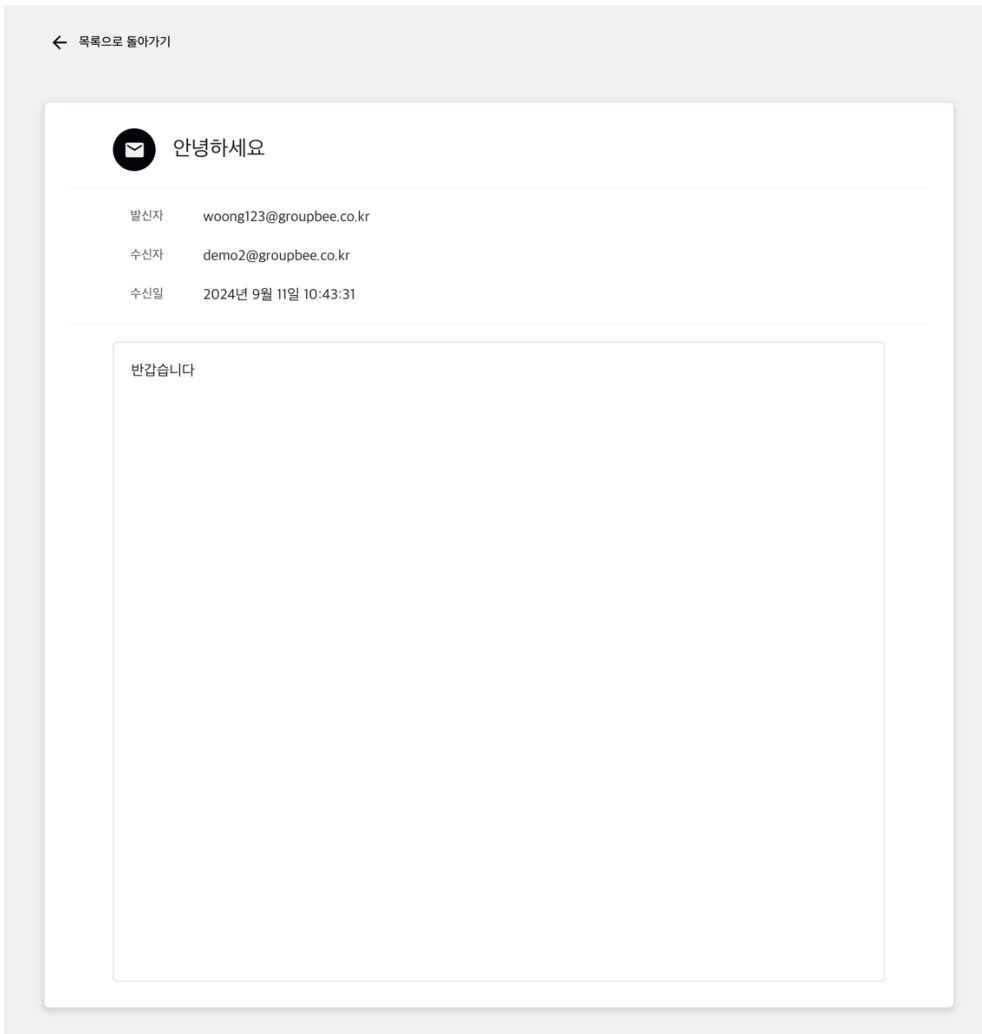 목록으로 돌아가기
안녕하세요
발신자 woong123@groupbee.co.kr
수신자 demo2@groupbee.co.kr
수신일 2024년 9월 11일 10:43:31
반갑습니다